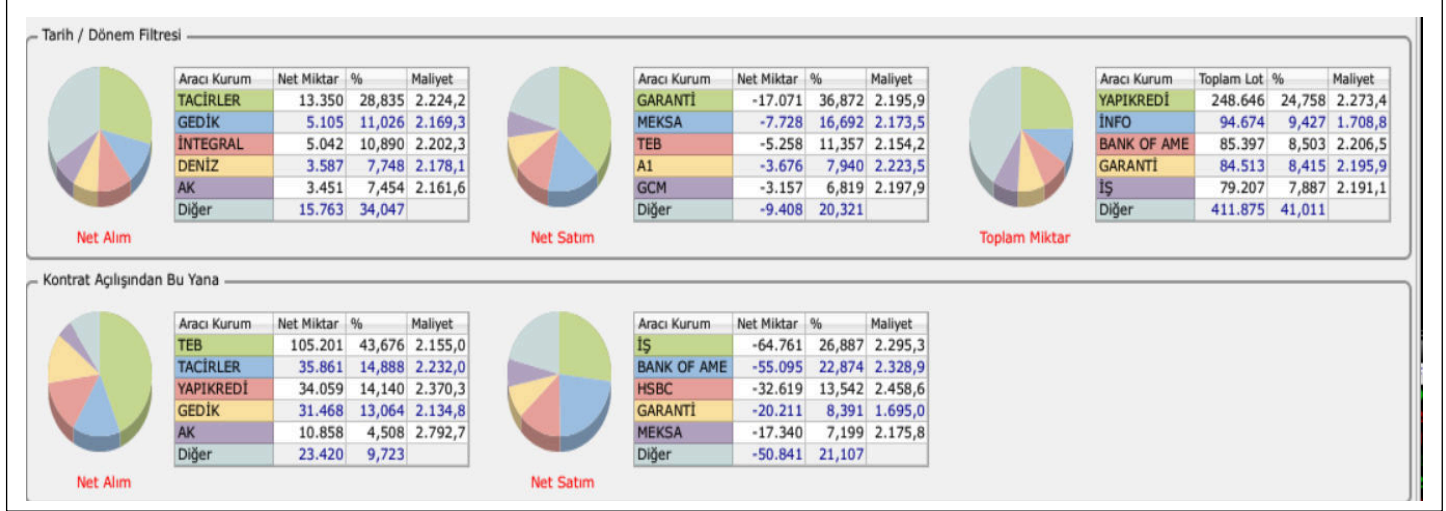 Tarih / Dönem Filtresi
Aracı Kurum Net Miktar % Maliyet
TACİRLER 13.350 28,835 2.224,2
GEDİK 5.105 11,026 2.169,3
İNTEGRAL 5.042 10,890 2.202,3
DENİZ 3.587 7,748 2.178,1
AK 3.451 7,454 2.161,6
Diğer 15.763 34,047
Net Alım
Aracı Kurum Net Miktar % Maliyet
GARANTİ -17.071 36,872 2.195,9
MEKSA -7.728 16,692 2.173,5
TEB -5.258 11,357 2.154,2
A1 -3.676 7,940 2.223,5
GCM -3.157 6,819 2.197,9
Diğer -9.408 20,321
Net Satım
Aracı Kurum Toplam Lot % Maliyet
YAPIKREDİ 248.646 24,758 2.273,4
İNFO 94.674 9,427 1.708,8
BANK OF AME 85.397 8,503 2.206,5
GARANTİ 84.513 8,415 2.195,9
İŞ 79.207 7,887 2.191,1
Diğer 411.875 41,011
Toplam Miktar
Kontrat Açılışından Bu Yana
Aracı Kurum Net Miktar % Maliyet
TEB 105.201 43,676 2.155,0
TACİRLER 35.861 14,888 2.232,0
YAPIKREDİ 34.059 14,140 2.370,3
GEDİK 31.468 13,064 2.134,8
AK 10.858 4,508 2.792,7
Diğer 23.420 9,723
Net Alım
Aracı Kurum Net Miktar % Maliyet
İŞ -64.761 26,887 2.295,3
BANK OF AME -55.095 22,874 2.328,9
HSBC -32.619 13,542 2.458,6
GARANTİ -20.211 8,391 1.695,0
MEKSA -17.340 7,199 2.175,8
Diğer -50.841 21,107
Net Satım